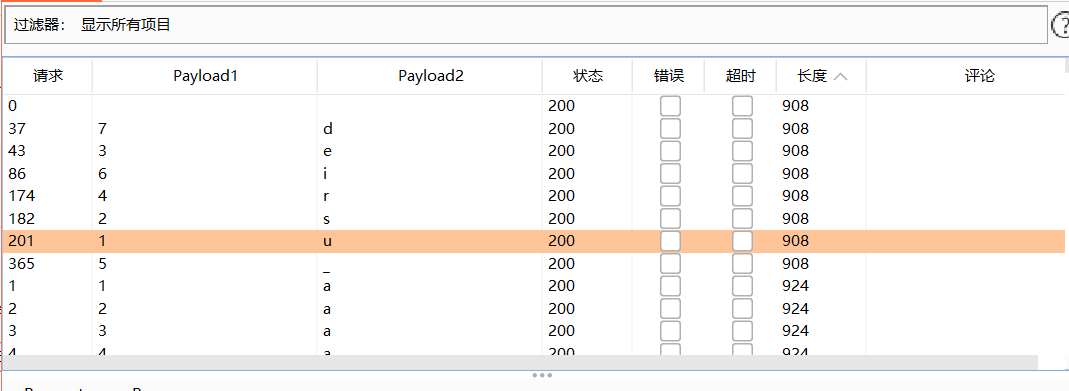 过滤器： 显示所有项目 ?
请求 Payload1 Payload2 状态 错误 超时 长度 评论
0 200 908
37 7 d 200 908
43 3 e 200 908
86 6 i 200 908
174 4 r 200 908
182 2 s 200 908
201 1 u 200 908
365 5 _ 200 908
1 1 a 200 924
2 2 a 200 924
3 3 a 200 924
4 4 a 200 924